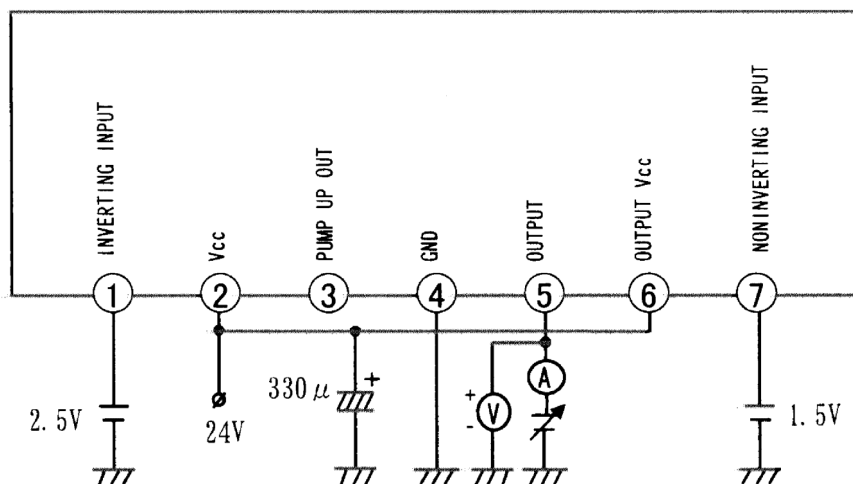 INVERTING INPUT
Vcc
PUMP UP OUT
GND
OUTPUT
OUTPUT Vcc
NONINVERTING INPUT
1
2
3
4
5
6
7
2.5V
24V
330μ
+
+
-
V
A
1.5V